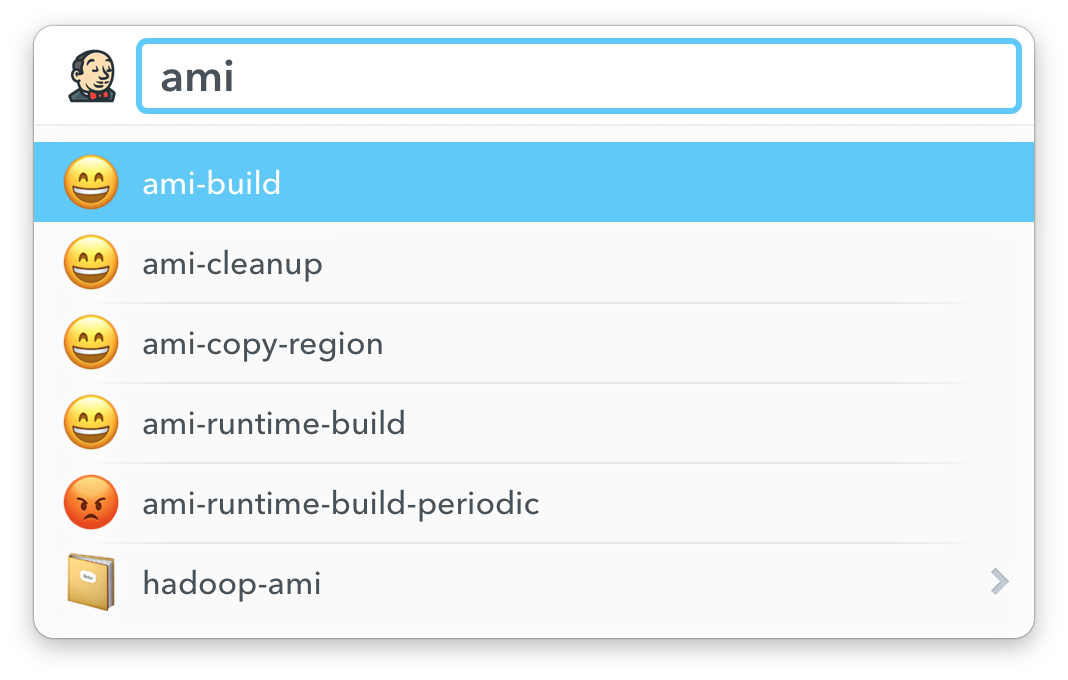 ami
ami-build
ami-cleanup
ami-copy-region
ami-runtime-build
ami-runtime-build-periodic
hadoop-ami